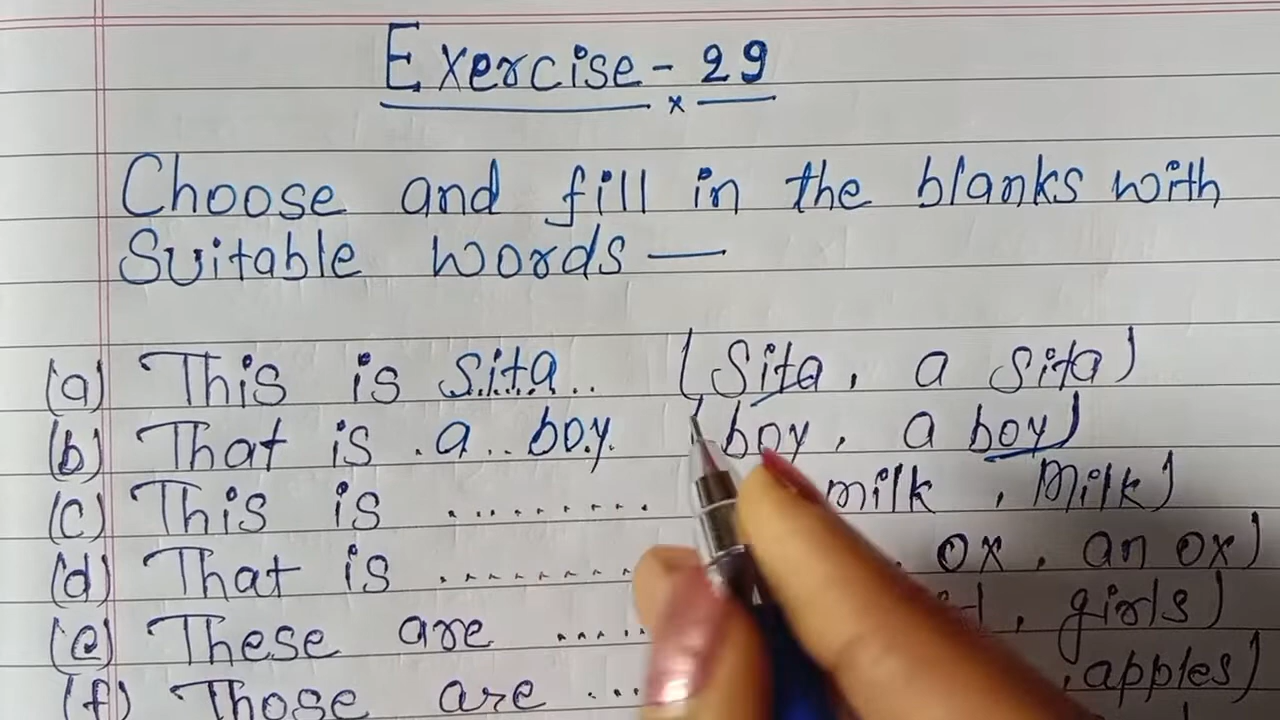 Exercise - 29
Choose and fill in the blanks with
Suitable words —
(a) This is Sita.. (Sita, a Sita)
(b) That is .a.. boy. (boy, a boy)
(c) This is ......... milk, Milk)
(d) That is ......... ox, an ox)
(e) These are ..... , girls)
(f) Those are ... , apples)